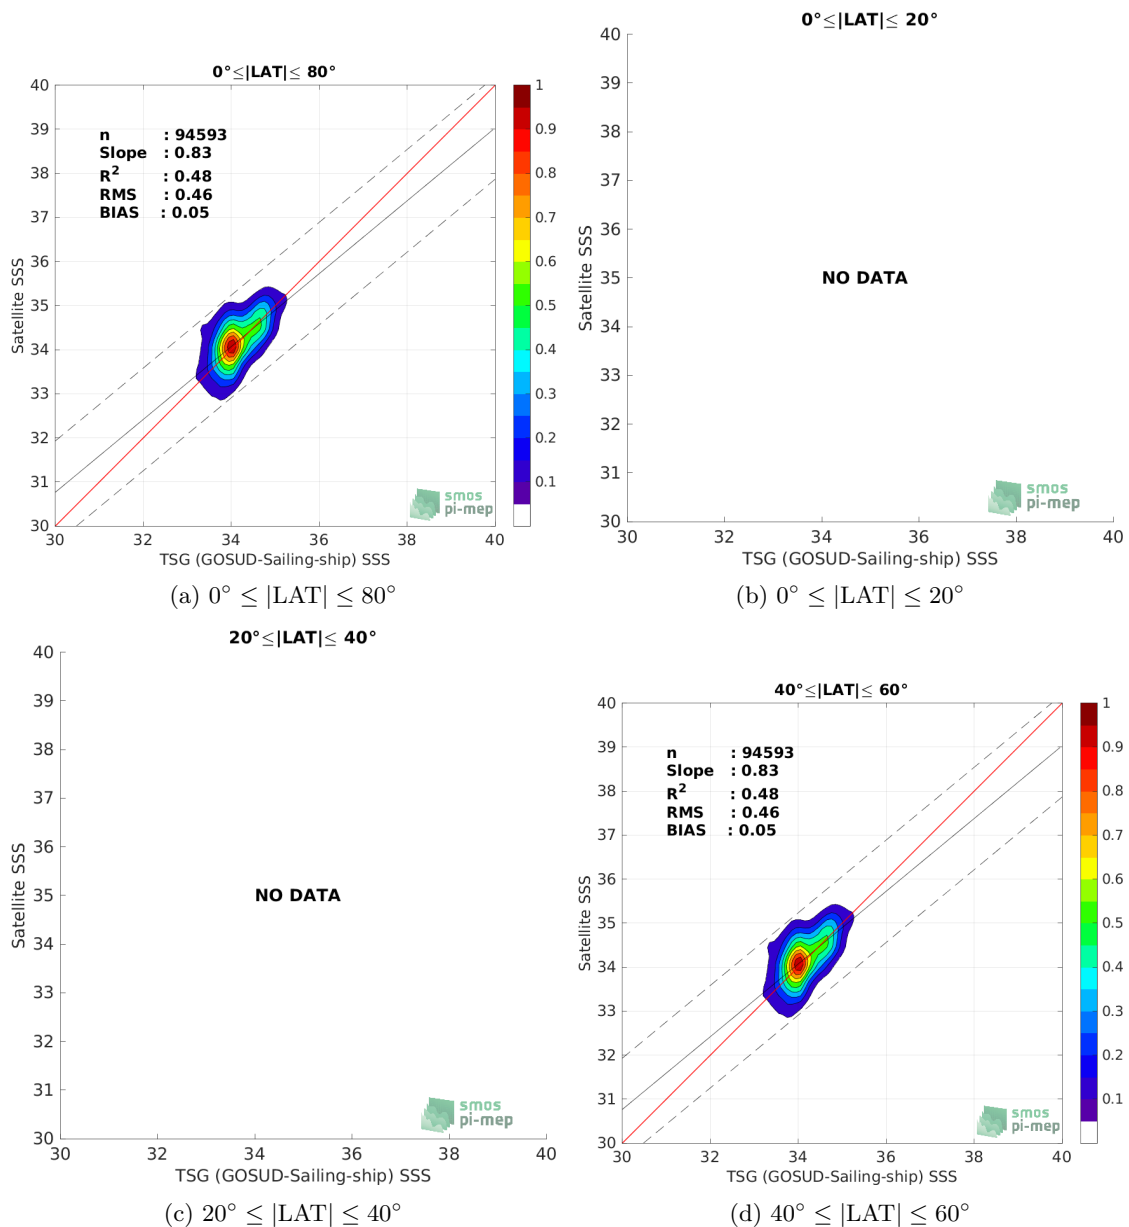 0°≤|LAT|≤ 80°
40
39
38
37
36
35
34
33
32
31
30
Satellite SSS
n : 94593
Slope : 0.83
R² : 0.48
RMS : 0.46
BIAS : 0.05
smos
pi-mep
30 32 34 36 38 40
TSG (GOSUD-Sailing-ship) SSS
1
0.9
0.8
0.7
0.6
0.5
0.4
0.3
0.2
0.1
(a) 0° ≤ |LAT| ≤ 80°
0°≤|LAT|≤ 20°
40
39
38
37
36
35
34
33
32
31
30
Satellite SSS
NO DATA
smos
pi-mep
30 32 34 36 38 40
TSG (GOSUD-Sailing-ship) SSS
(b) 0° ≤ |LAT| ≤ 20°
20°≤|LAT|≤ 40°
40
39
38
37
36
35
34
33
32
31
30
Satellite SSS
NO DATA
smos
pi-mep
30 32 34 36 38 40
TSG (GOSUD-Sailing-ship) SSS
(c) 20° ≤ |LAT| ≤ 40°
40°≤|LAT|≤ 60°
40
39
38
37
36
35
34
33
32
31
30
Satellite SSS
n : 94593
Slope : 0.83
R² : 0.48
RMS : 0.46
BIAS : 0.05
smos
pi-mep
30 32 34 36 38 40
TSG (GOSUD-Sailing-ship) SSS
1
0.9
0.8
0.7
0.6
0.5
0.4
0.3
0.2
0.1
(d) 40° ≤ |LAT| ≤ 60°